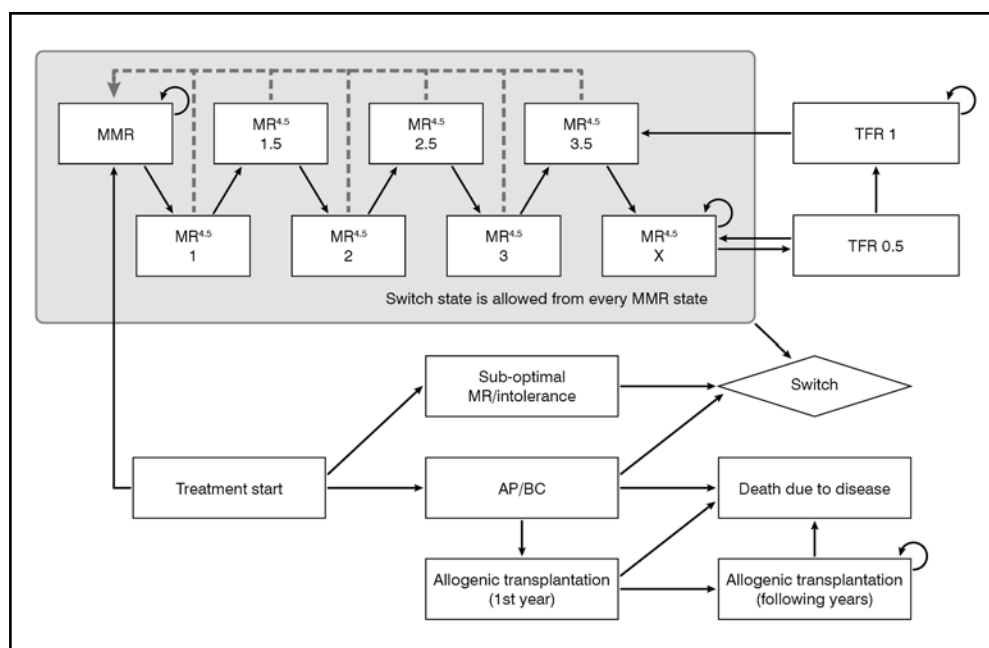 MMR
MR4.5
1.5
MR4.5
2.5
MR4.5
3.5
TFR 1
MR4.5
1
MR4.5
2
MR4.5
3
MR4.5
X
TFR 0.5
Switch state is allowed from every MMR state
Sub-optimal
MR/intolerance
Switch
Treatment start
AP/BC
Death due to disease
Allogenic transplantation
(1st year)
Allogenic transplantation
(following years)